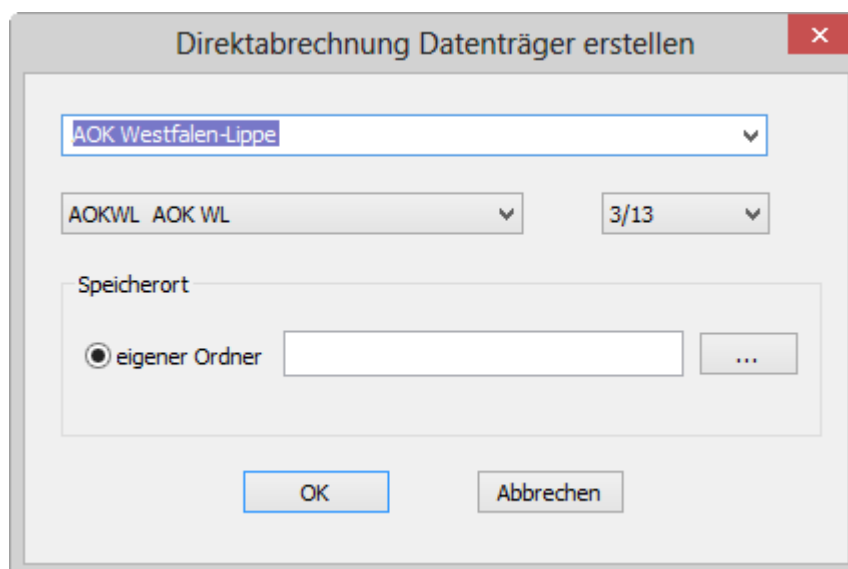 Direktabrechnung Datenträger erstellen
AOK Westfalen-Lippe
AOKWL AOK WL
3/13
Speicherort
eigener Ordner
...
OK
Abbrechen